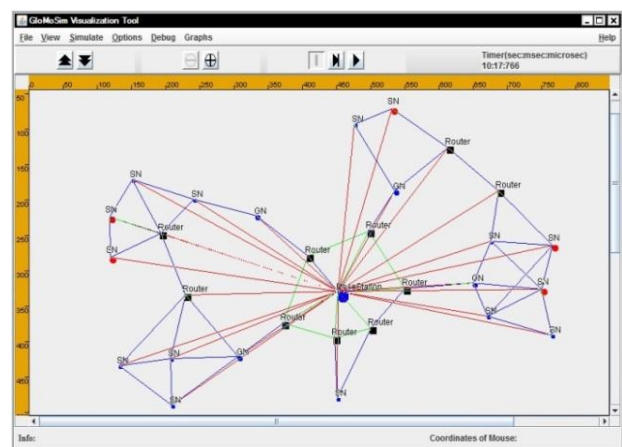 GloMoSim Visualization Tool
File View Simulate Options Debug Graphs Help
Timer(sec:msec:microsec)
10:17:766
0 50 100 150 200 250 300 350 400 450 500 550 600 650 700 750 800
50
SN
SN
100
Router
150
SN
Router
GN
SN
200
GN
SN
Router
Router
250
SN
SN
SN
Router
300
GN
SN
BaseStation
Router
Router
350
Router
SN
Router
Router
SN
400
SN
SN
GN
SN
450
SN
Info:
Coordinates of Mouse: